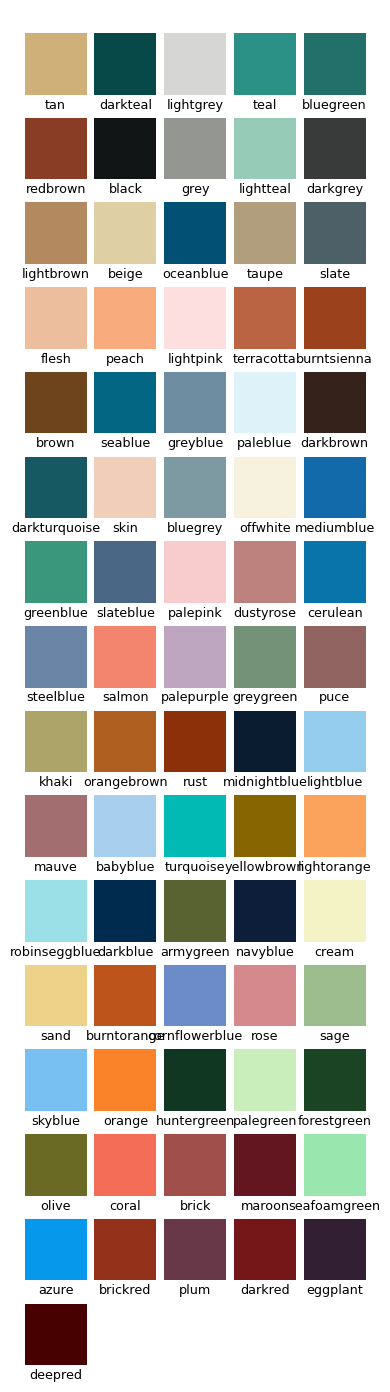 tan darkteal lightgrey teal bluegreen
redbrown black grey lightteal darkgrey
lightbrown beige oceanblue taupe slate
flesh peach lightpink terracotta burntsienna
brown seablue greyblue paleblue darkbrown
darkturquoise skin bluegrey offwhite mediumblue
greenblue slateblue palepink dustyrose cerulean
steelblue salmon palepurple greygreen puce
khaki orangebrown rust midnightblue lightblue
mauve babyblue turquoise yellowbrown lightorange
robinseggblue darkblue armygreen navyblue cream
sand burntorange cornflowerblue rose sage
skyblue orange huntergreen palegreen forestgreen
olive coral brick maroon seafoamgreen
azure brickred plum darkred eggplant
deepred